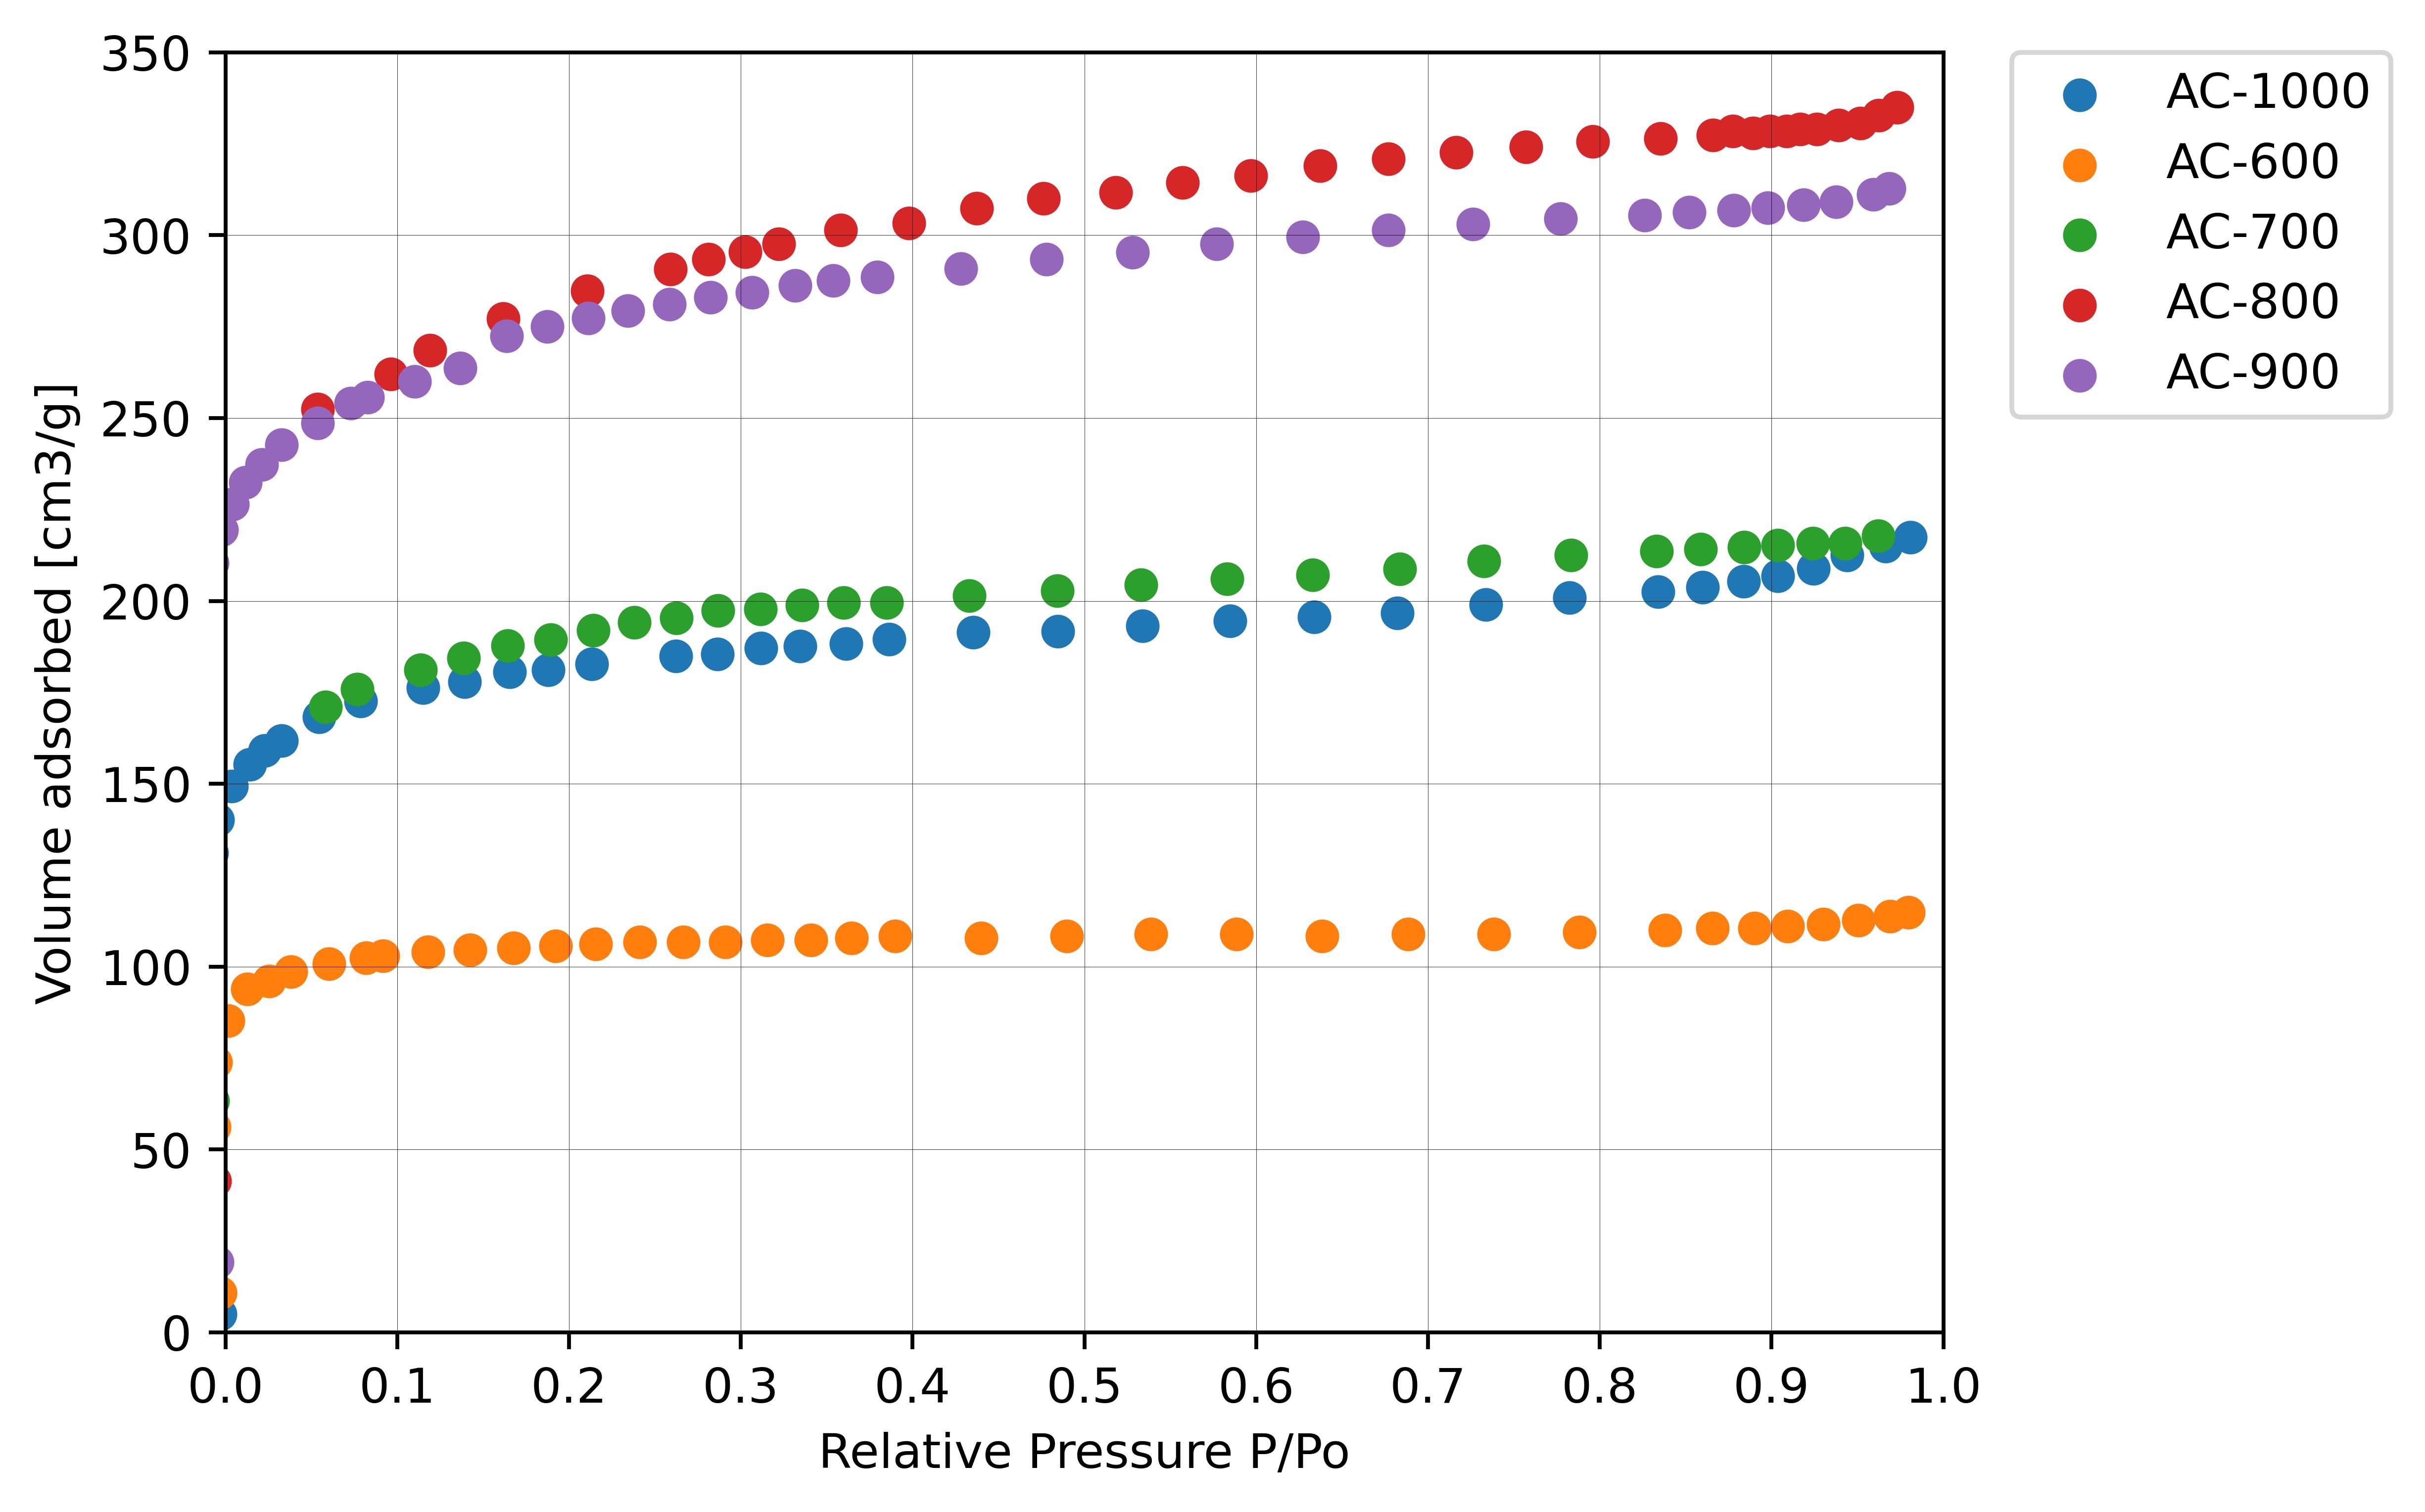 350
300
250
200
150
100
50
0
Volume adsorbed [cm3/g]
0.0 0.1 0.2 0.3 0.4 0.5 0.6 0.7 0.8 0.9 1.0
Relative Pressure P/Po
AC-1000
AC-600
AC-700
AC-800
AC-900